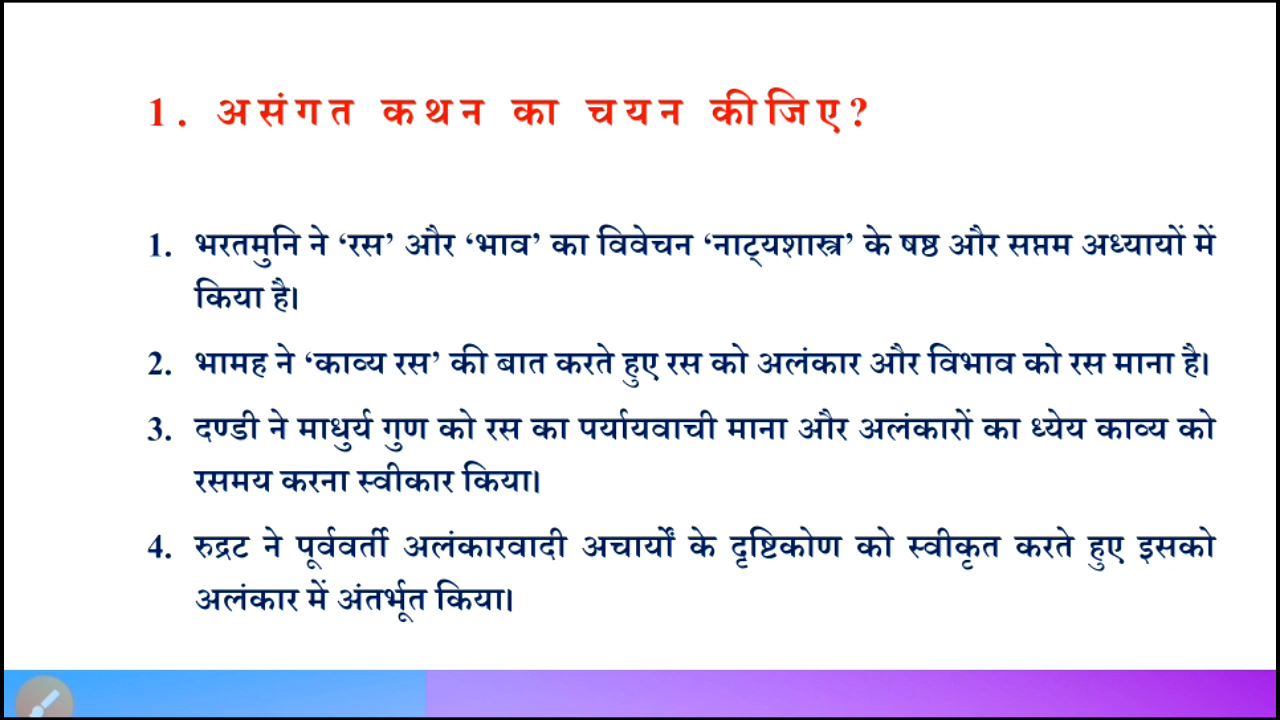 1. असंगत कथन का चयन कीजिए?
1. भरतमुनि ने ‘रस’ और ‘भाव’ का विवेचन ‘नाट्यशास्त्र’ के षष्ठ और सप्तम अध्यायों में
किया है।
2. भामह ने ‘काव्य रस’ की बात करते हुए रस को अलंकार और विभाव को रस माना है।
3. दण्डी ने माधुर्य गुण को रस का पर्यायवाची माना और अलंकारों का ध्येय काव्य को
रसमय करना स्वीकार किया।
4. रुद्रट ने पूर्ववर्ती अलंकारवादी अचार्यों के दृष्टिकोण को स्वीकृत करते हुए इसको
अलंकार में अंतर्भूत किया।